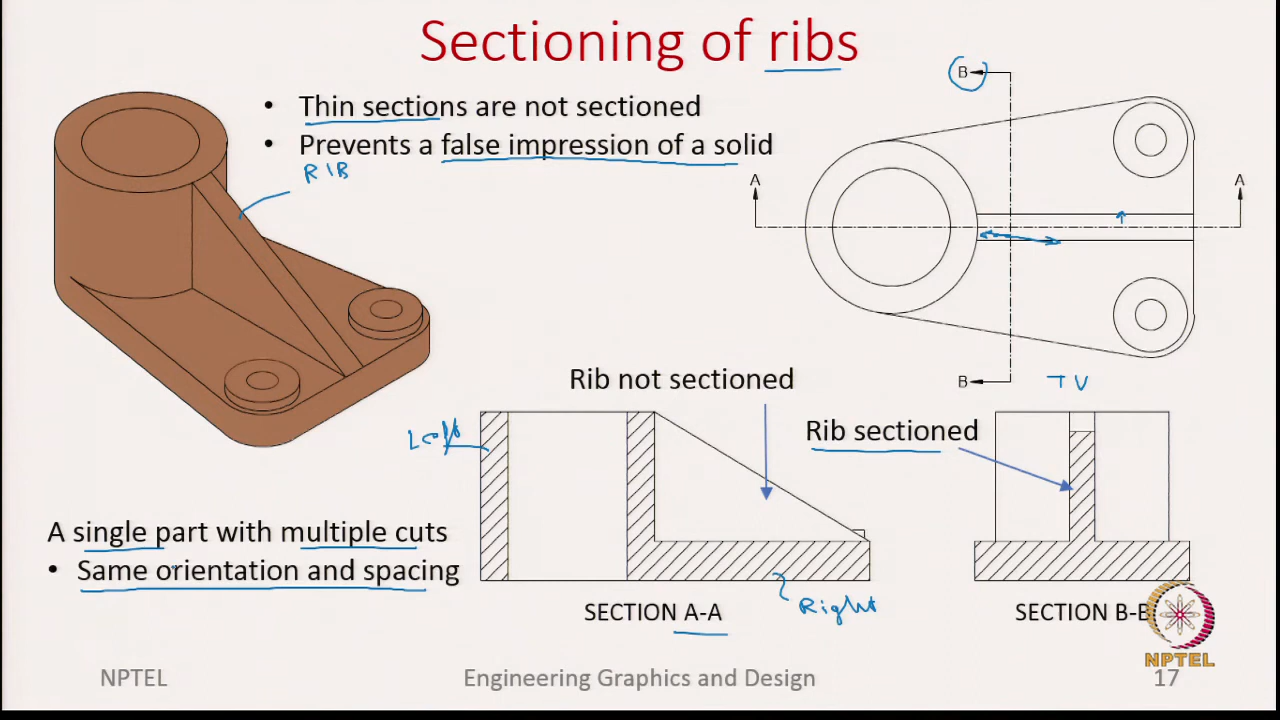 Sectioning of ribs
• Thin sections are not sectioned
• Prevents a false impression of a solid
RIB
B
A
A
B
TV
Rib not sectioned
Left
Rib sectioned
A single part with multiple cuts
• Same orientation and spacing
Right
SECTION A-A
SECTION B-B
NPTEL
NPTEL
Engineering Graphics and Design
17